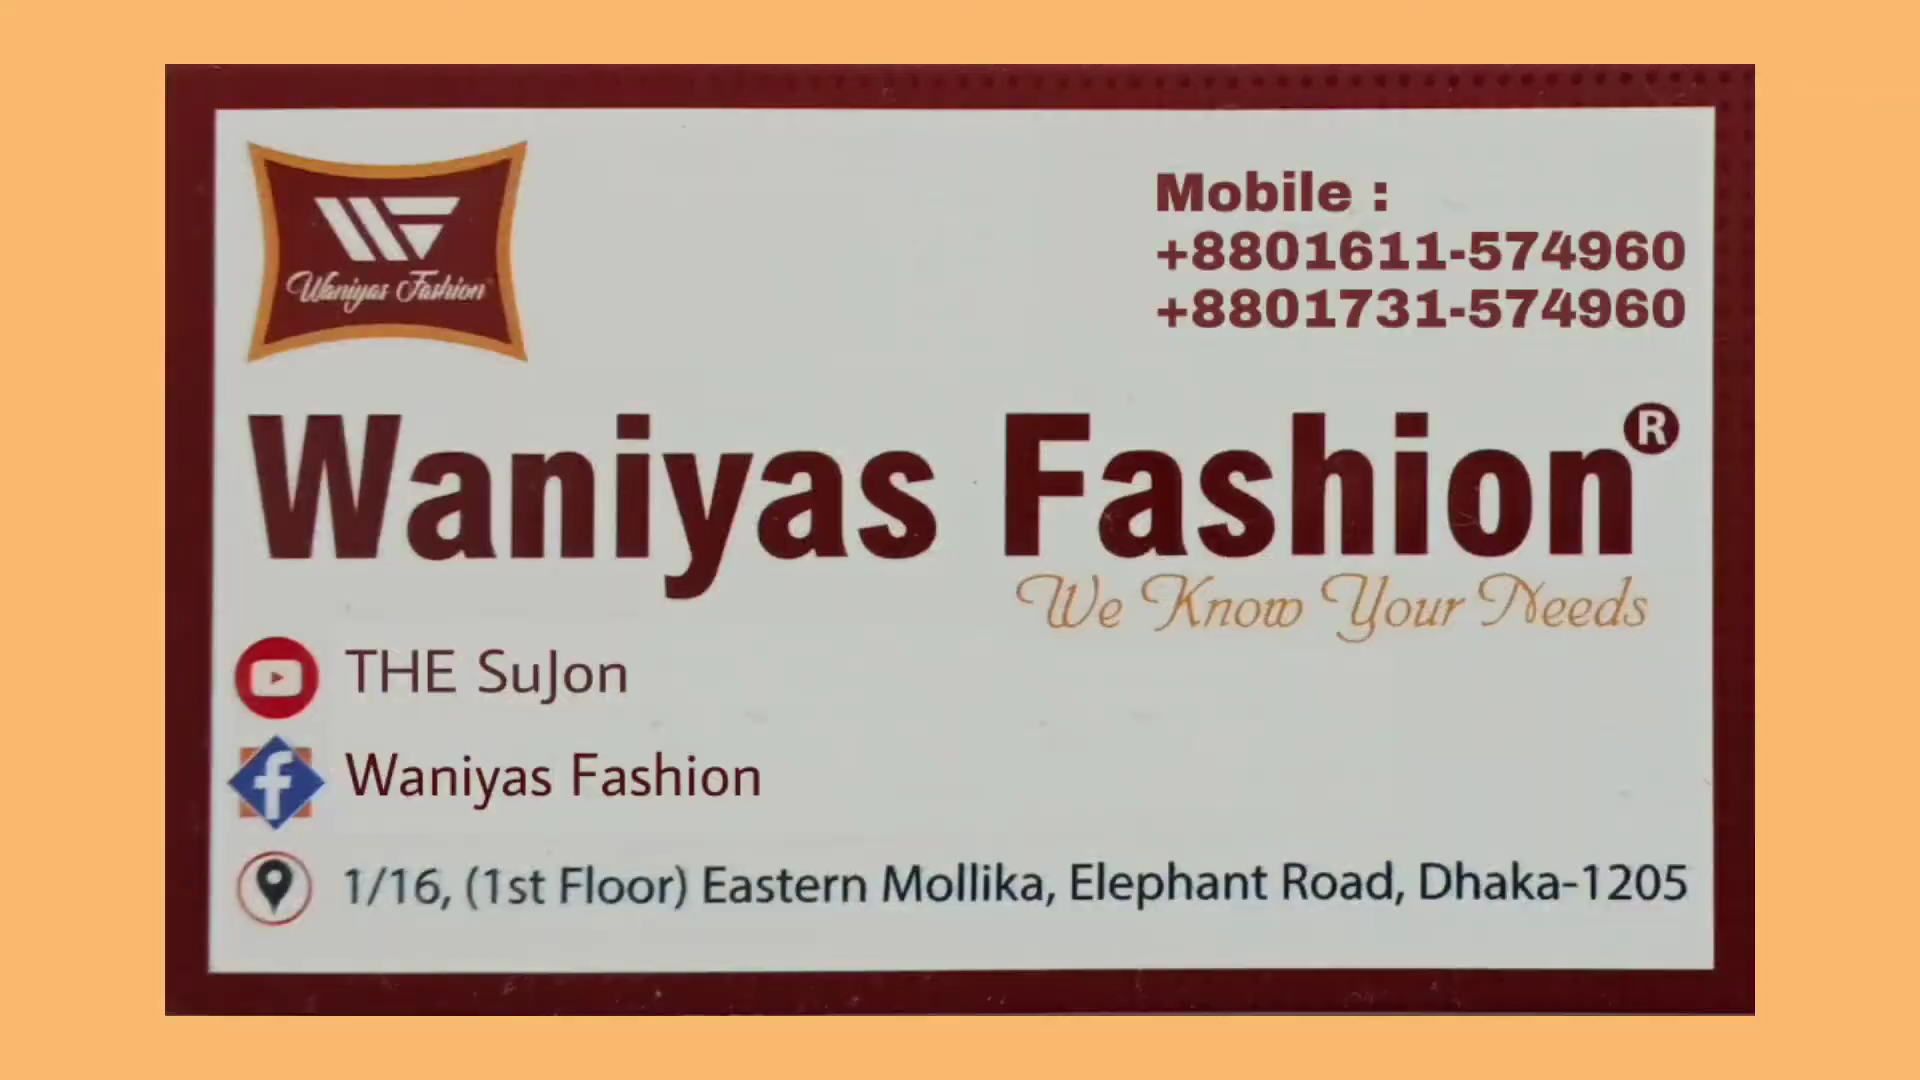 Waniyas Fashion
Mobile :
+8801611-574960
+8801731-574960
Waniyas Fashion®
We Know Your Needs
THE SuJon
Waniyas Fashion
1/16, (1st Floor) Eastern Mollika, Elephant Road, Dhaka-1205